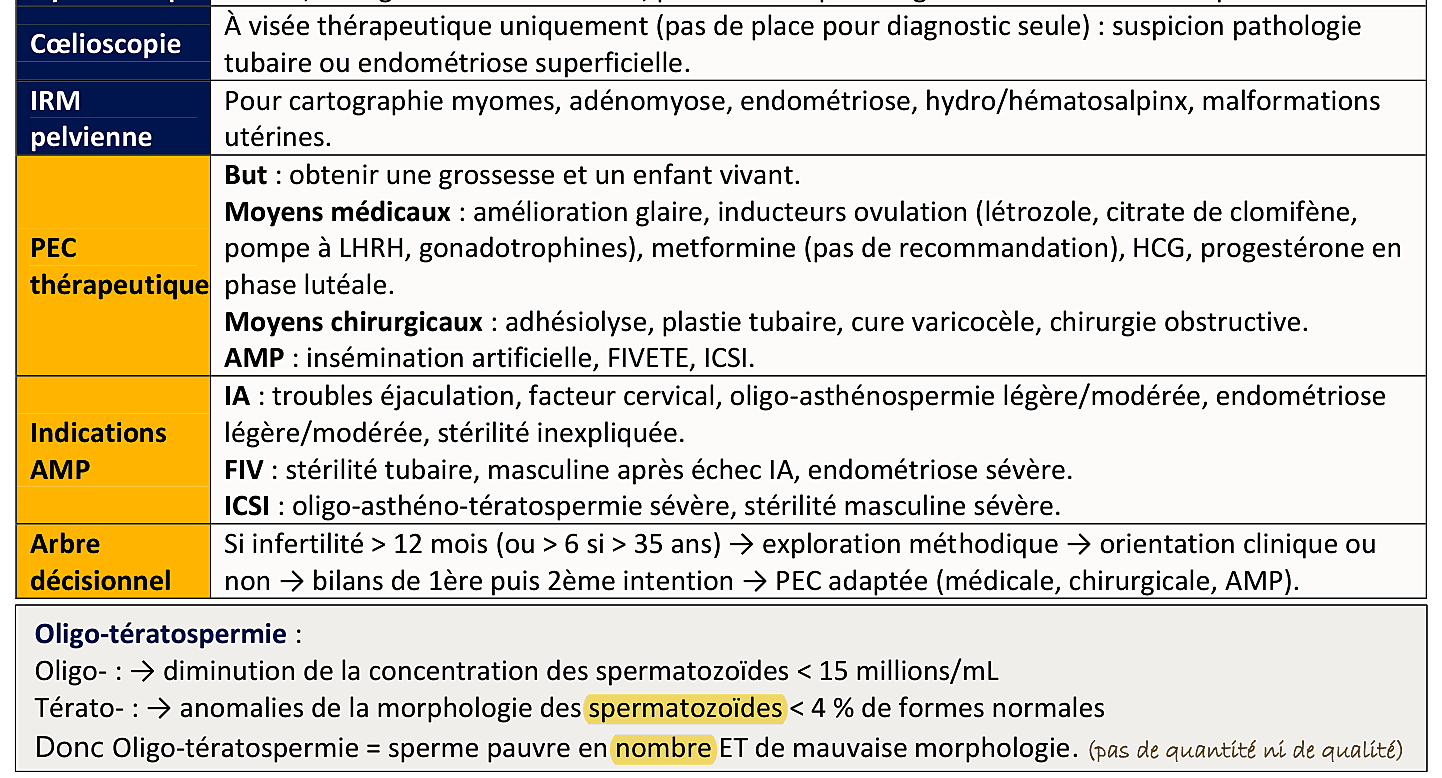 Cœlioscopie
À visée thérapeutique uniquement (pas de place pour diagnostic seule) : suspicion pathologie
tubaire ou endométriose superficielle.
IRM
pelvienne
Pour cartographie myomes, adénomyose, endométriose, hydro/hématosalpinx, malformations
utérines.
PEC
thérapeutique
But : obtenir une grossesse et un enfant vivant.
Moyens médicaux : amélioration glaire, inducteurs ovulation (létrozole, citrate de clomifène,
pompe à LHRH, gonadotrophines), metformine (pas de recommandation), HCG, progestérone en
phase lutéale.
Moyens chirurgicaux : adhésiolyse, plastie tubaire, cure varicocèle, chirurgie obstructive.
AMP : insémination artificielle, FIVETE, ICSI.
Indications
AMP
IA : troubles éjaculation, facteur cervical, oligo-asthénospermie légère/modérée, endométriose
légère/modérée, stérilité inexpliquée.
FIV : stérilité tubaire, masculine après échec IA, endométriose sévère.
ICSI : oligo-asthéno-tératospermie sévère, stérilité masculine sévère.
Arbre
décisionnel
Si infertilité > 12 mois (ou > 6 si > 35 ans) → exploration méthodique → orientation clinique ou
non → bilans de 1ère puis 2ème intention → PEC adaptée (médicale, chirurgicale, AMP).
Oligo-tératospermie :
Oligo- : → diminution de la concentration des spermatozoïdes < 15 millions/mL
Térato- : → anomalies de la morphologie des spermatozoïdes < 4 % de formes normales
Donc Oligo-tératospermie = sperme pauvre en nombre ET de mauvaise morphologie. (pas de quantité ni de qualité)